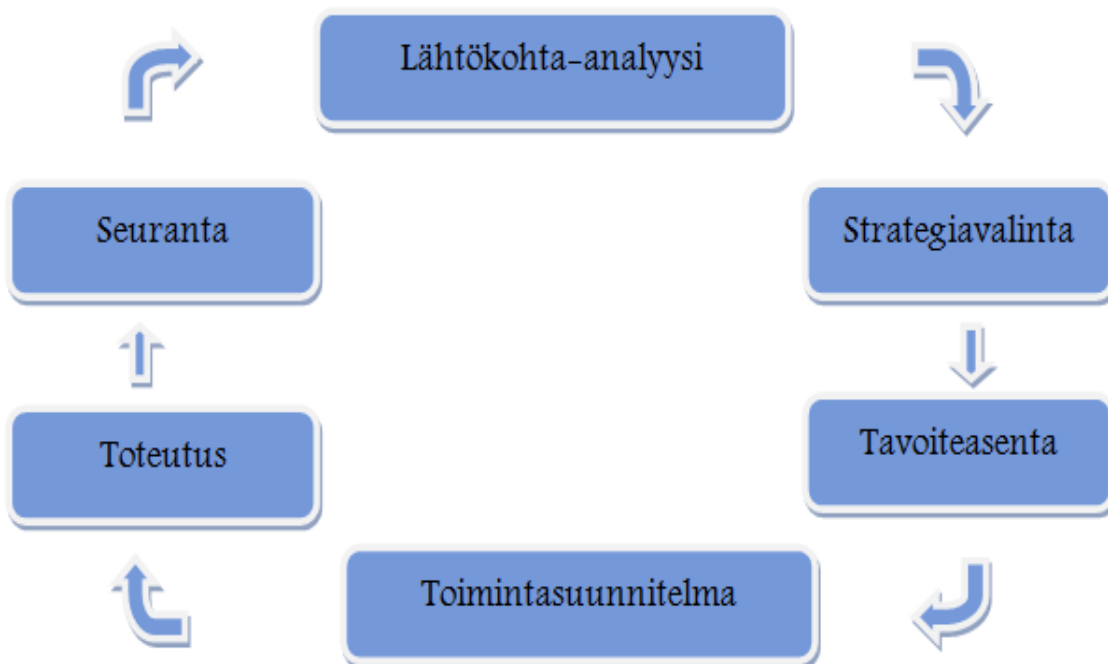 Lähtökohta-analyysi
Strategiavalinta
Tavoiteasenta
Toimintasuunnitelma
Toteutus
Seuranta